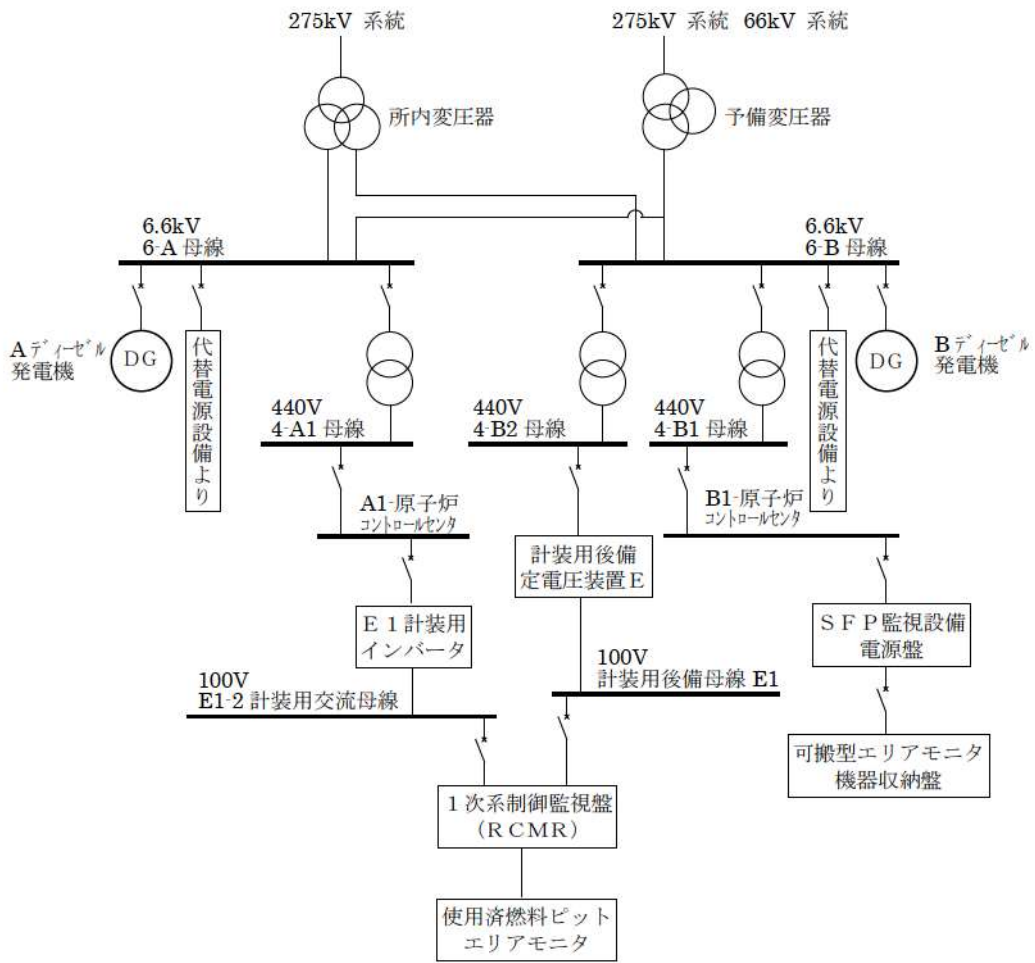 275kV 系統
275kV 系統 66kV 系統
所内変圧器
予備変圧器
6.6kV
6-A 母線
6.6kV
6-B 母線
A ディーゼル
発電機
DG
代替電源設備より
代替電源設備より
DG
B ディーゼル
発電機
440V
4-A1 母線
440V
4-B2 母線
440V
4-B1 母線
A1-原子炉
コントロールセンタ
B1-原子炉
コントロールセンタ
計装用後備
定電圧装置E
E1計装用
インバータ
SFP監視設備
電源盤
100V
E1-2 計装用交流母線
100V
計装用後備母線 E1
可搬型エリアモニタ
機器収納盤
1次系制御監視盤
(RCMR)
使用済燃料ピット
エリアモニタ